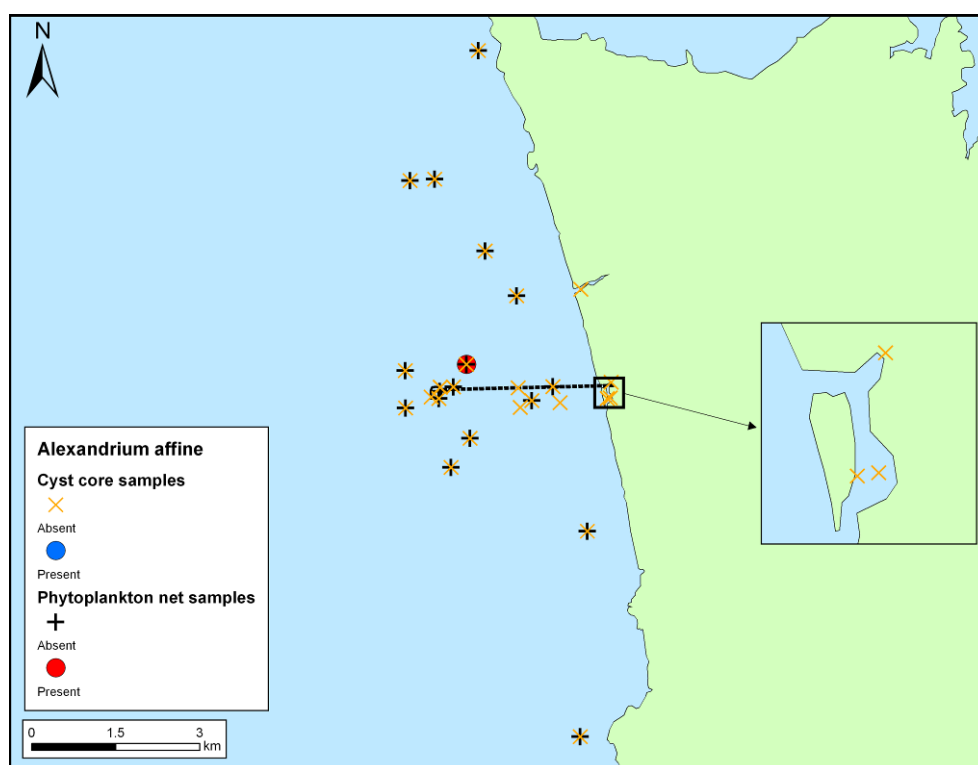 N
Alexandrium affine
Cyst core samples
Absent
Present
Phytoplankton net samples
Absent
Present
0 1.5 3
km